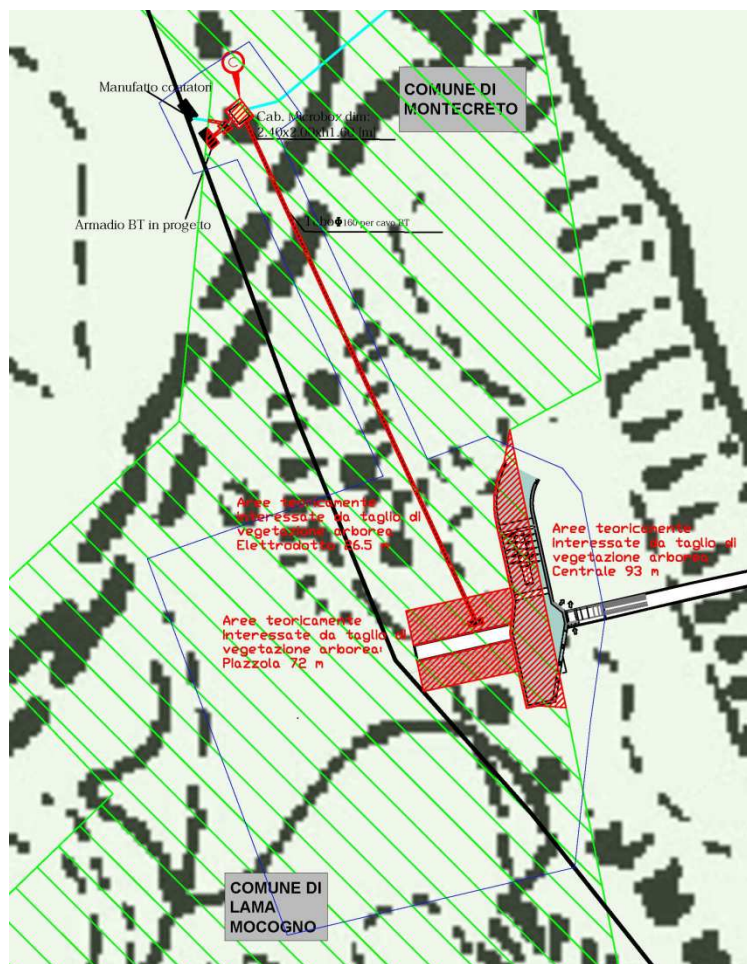 C
Manufatto contatori
COMUNE DI
MONTECRETO
Cab. Microbox dim:
2.40x2.00xh1.60 [m]
Tubo Φ160 per cavo BT
Armadio BT in progetto
Aree teoricamente
Interessate da taglio di
vegetazione arborea
Elettrodotto 26.5 m
Aree teoricamente
Interessate da taglio di
vegetazione arborea:
Centrale 93 m
Aree teoricamente
Interessate da taglio di
vegetazione arborea:
Piazzola 72 m
COMUNE DI
LAMA
MOCOGNO